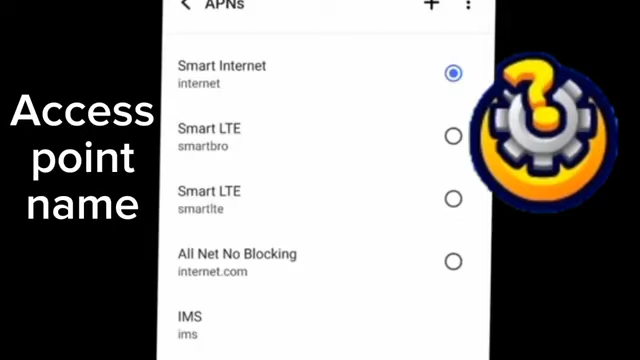 APNs
Smart Internet
internet
Smart LTE
smartbro
Smart LTE
smartlte
All Net No Blocking
internet.com
IMS
ims
Access
point
name
?